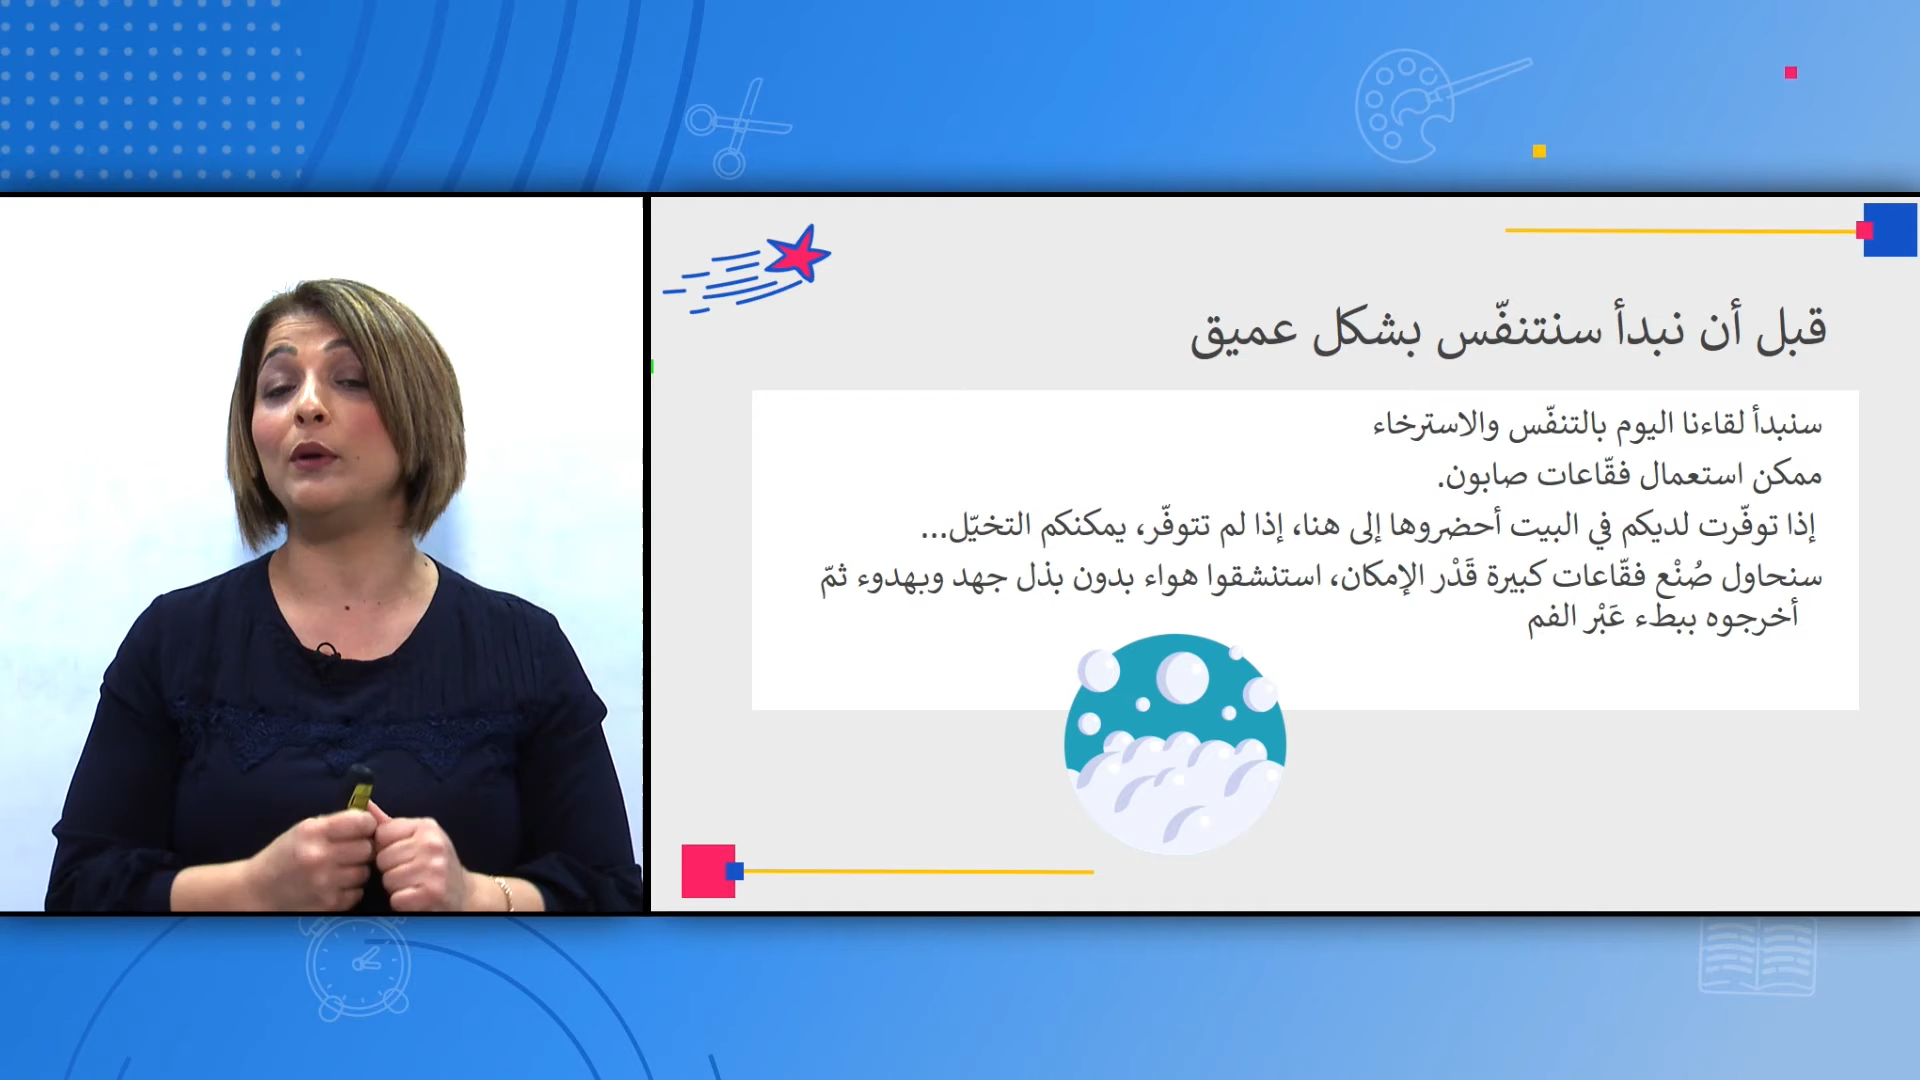 قبل أن نبدأ سنتنفّس بشكل عميق
سنبدأ لقاءنا اليوم بالتنفّس والاسترخاء
ممكن استعمال فقّاعات صابون.
إذا توفّرت لديكم في البيت أحضروها إلى هنا، إذا لم تتوفّر، يمكنكم التخيّل...
سنحاول صُنْع فقّاعات كبيرة قَدْر الإمكان، استنشقوا هواء بدون بذل جهد وبهدوء ثمّ
أخرجوه ببطء عَبْر الفم